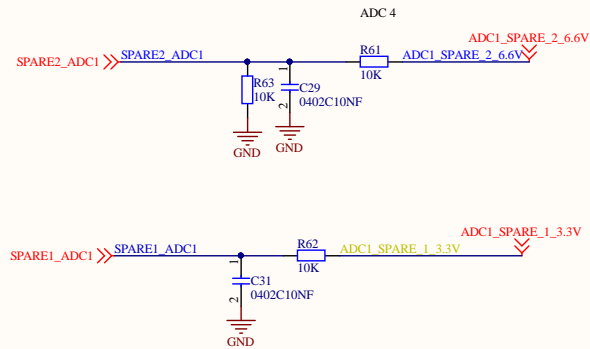 ADC 4
ADC1_SPARE_2_6.6V
SPARE2_ADC1
SPARE2_ADC1
R61
ADC1_SPARE_2_6.6V
10K
1
R63
10K
C29
0402C10NF
2
GND
GND
ADC1_SPARE_1_3.3V
SPARE1_ADC1
SPARE1_ADC1
R62
ADC1_SPARE_1_3.3V
10K
1
C31
0402C10NF
2
GND